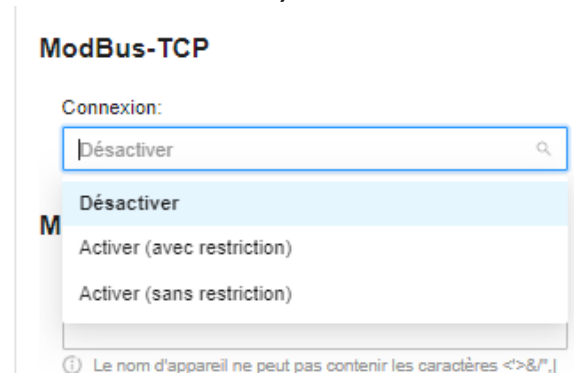 ModBus-TCP
Connexion:
Désactiver
Désactiver
M
Activer (avec restriction)
Activer (sans restriction)
Le nom d'appareil ne peut pas contenir les caractères <'>&/",|